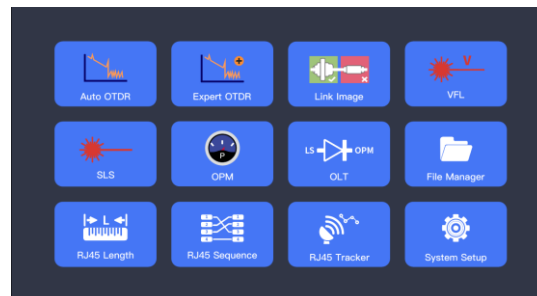 Auto OTDR
Expert OTDR
Link Image
V
VFL
SLS
P
OPM
LS OPM
OLT
File Manager
L
RJ45 Length
RJ45 Sequence
RJ45 Tracker
System Setup